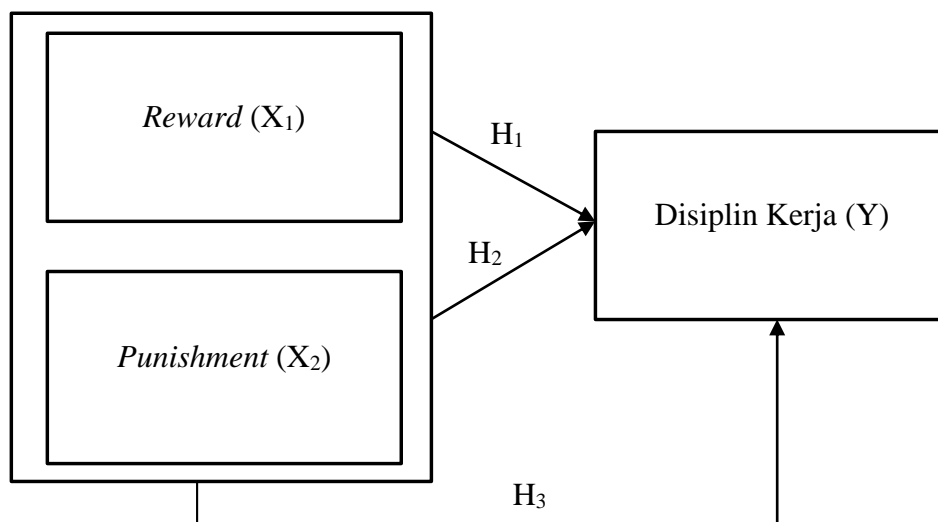 Reward (X₁)
H₁
Disiplin Kerja (Y)
H₂
Punishment (X₂)
H₃